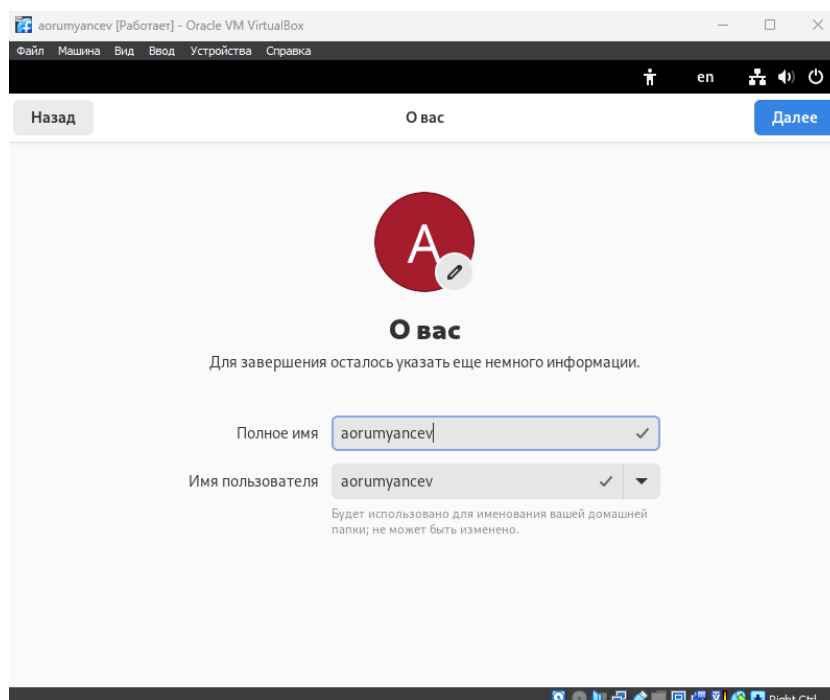 aorumyancev [Работает] - Oracle VM VirtualBox
Файл Машина Вид Ввод Устройства Справка
en
Назад О вас Далее
A
О вас
Для завершения осталось указать еще немного информации.
Полное имя aorumyancev
Имя пользователя aorumyancev
Будет использовано для именования вашей домашней
папки; не может быть изменено.
Right Ctrl